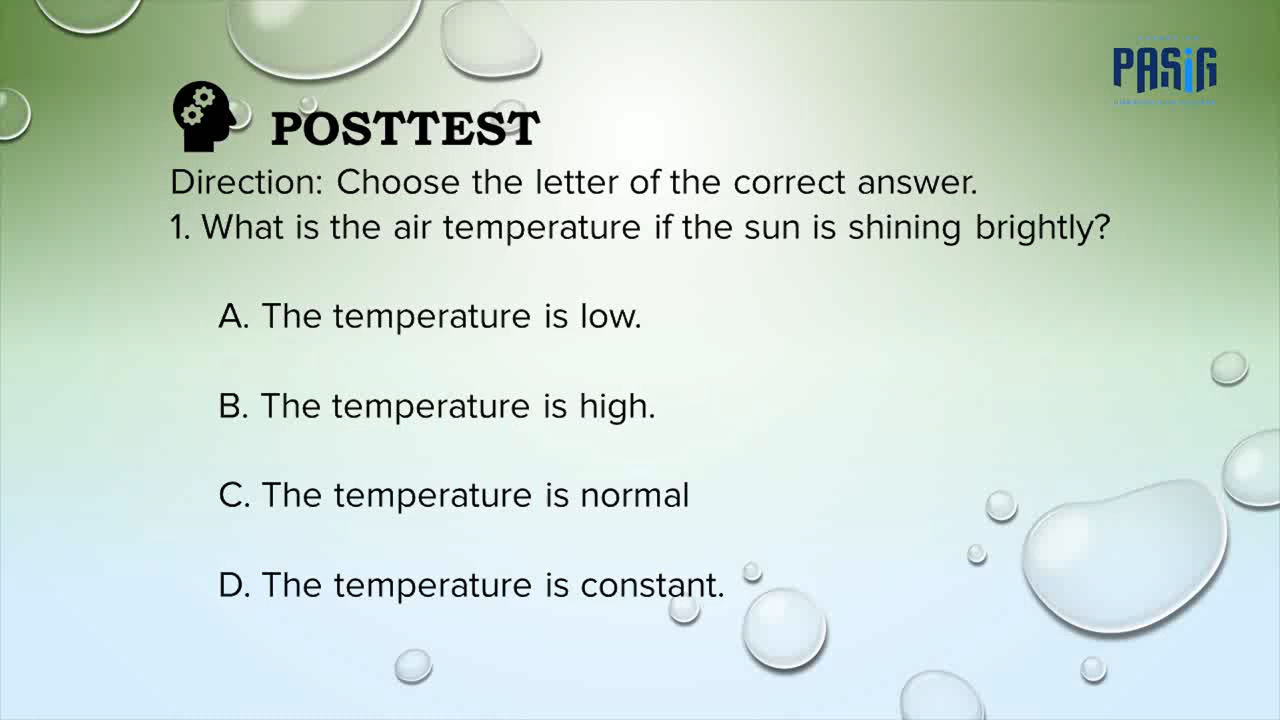 PASiG
POSTTEST
Direction: Choose the letter of the correct answer.
1. What is the air temperature if the sun is shining brightly?
A. The temperature is low.
B. The temperature is high.
C. The temperature is normal
D. The temperature is constant.